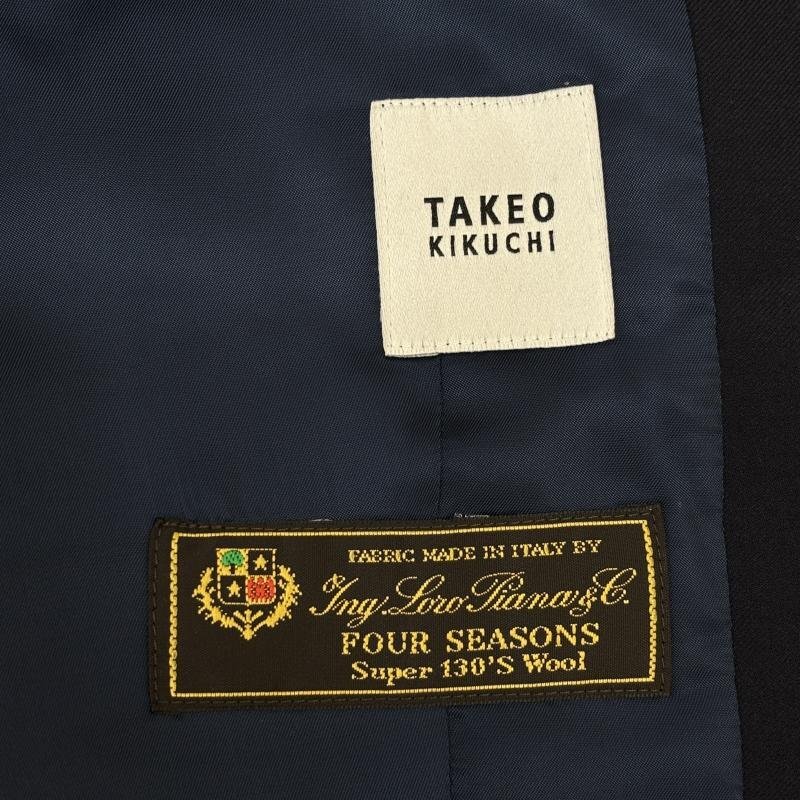 TAKEO
KIKUCHI
FABRIC MADE IN ITALY BY
Ing. Loro Piana & C.
FOUR SEASONS
Super 130'S Wool